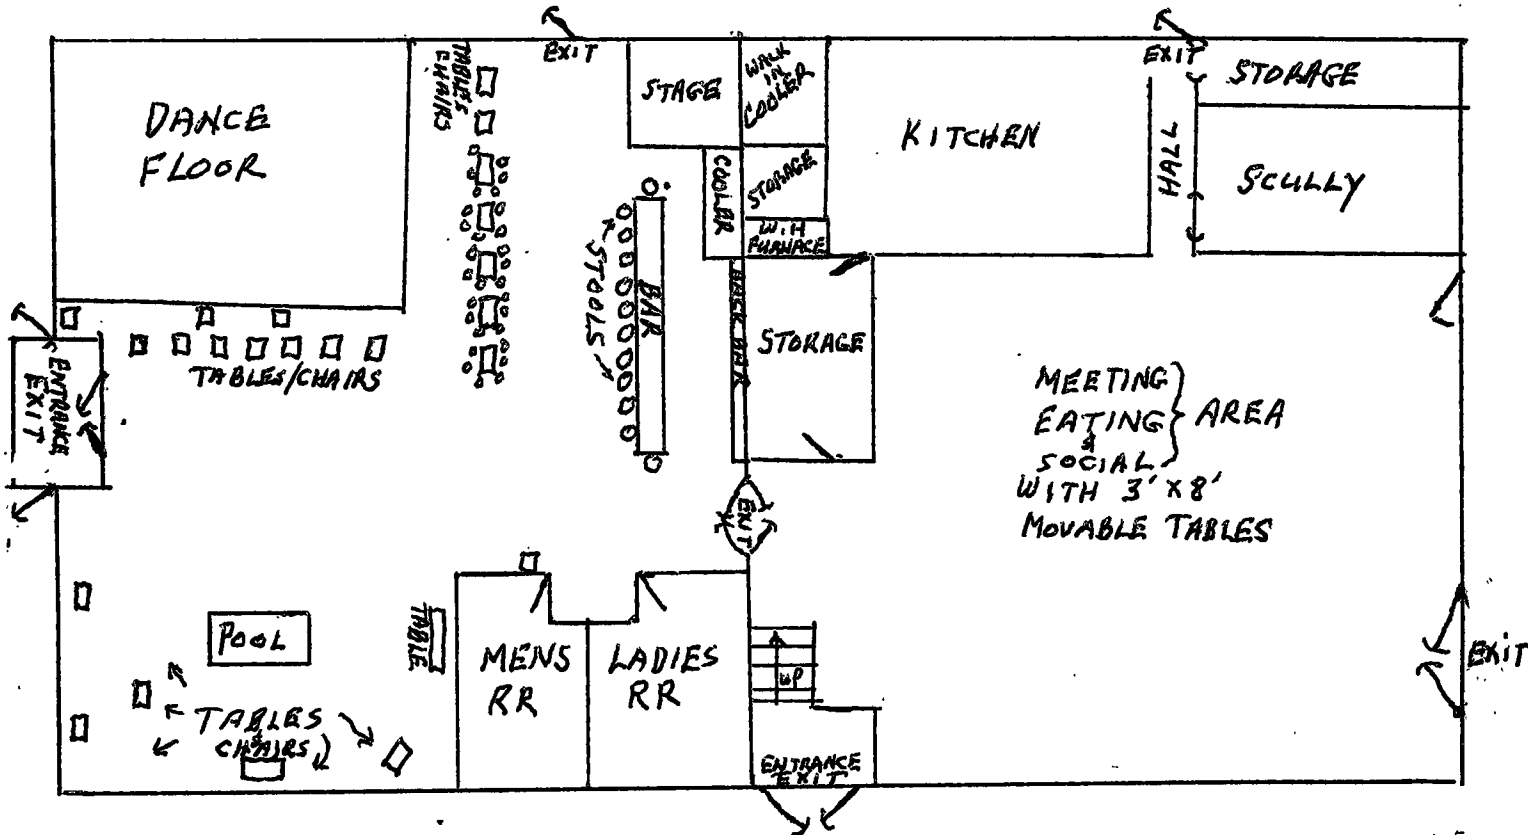 EXIT
EXIT
DANCE
FLOOR
TABLES
CHAIRS
STAGE
WALK
IN
COOLER
KITCHEN
HALL
STORAGE
SCULLY
COOLER
STORAGE
W.H
FURNACE
STOOLS
BAR
BACK BAR
STORAGE
ENTRANCE
EXIT
TABLES/CHAIRS
MEETING
EATING
&
SOCIAL
AREA
WITH 3' X 8'
MOVABLE TABLES
EXIT
POOL
TABLE
MENS
RR
LADIES
RR
UP
EXIT
TABLES
&
CHAIRS
ENTRANCE
EXIT